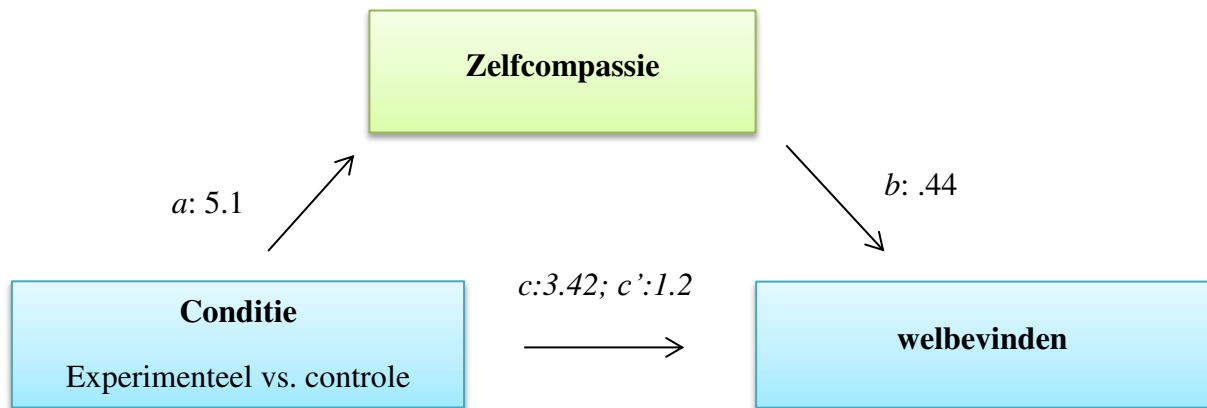 Zelfcompassie
a: 5.1
b: .44
c:3.42; c’:1.2
Conditie
Experimenteel vs. controle
welbevinden